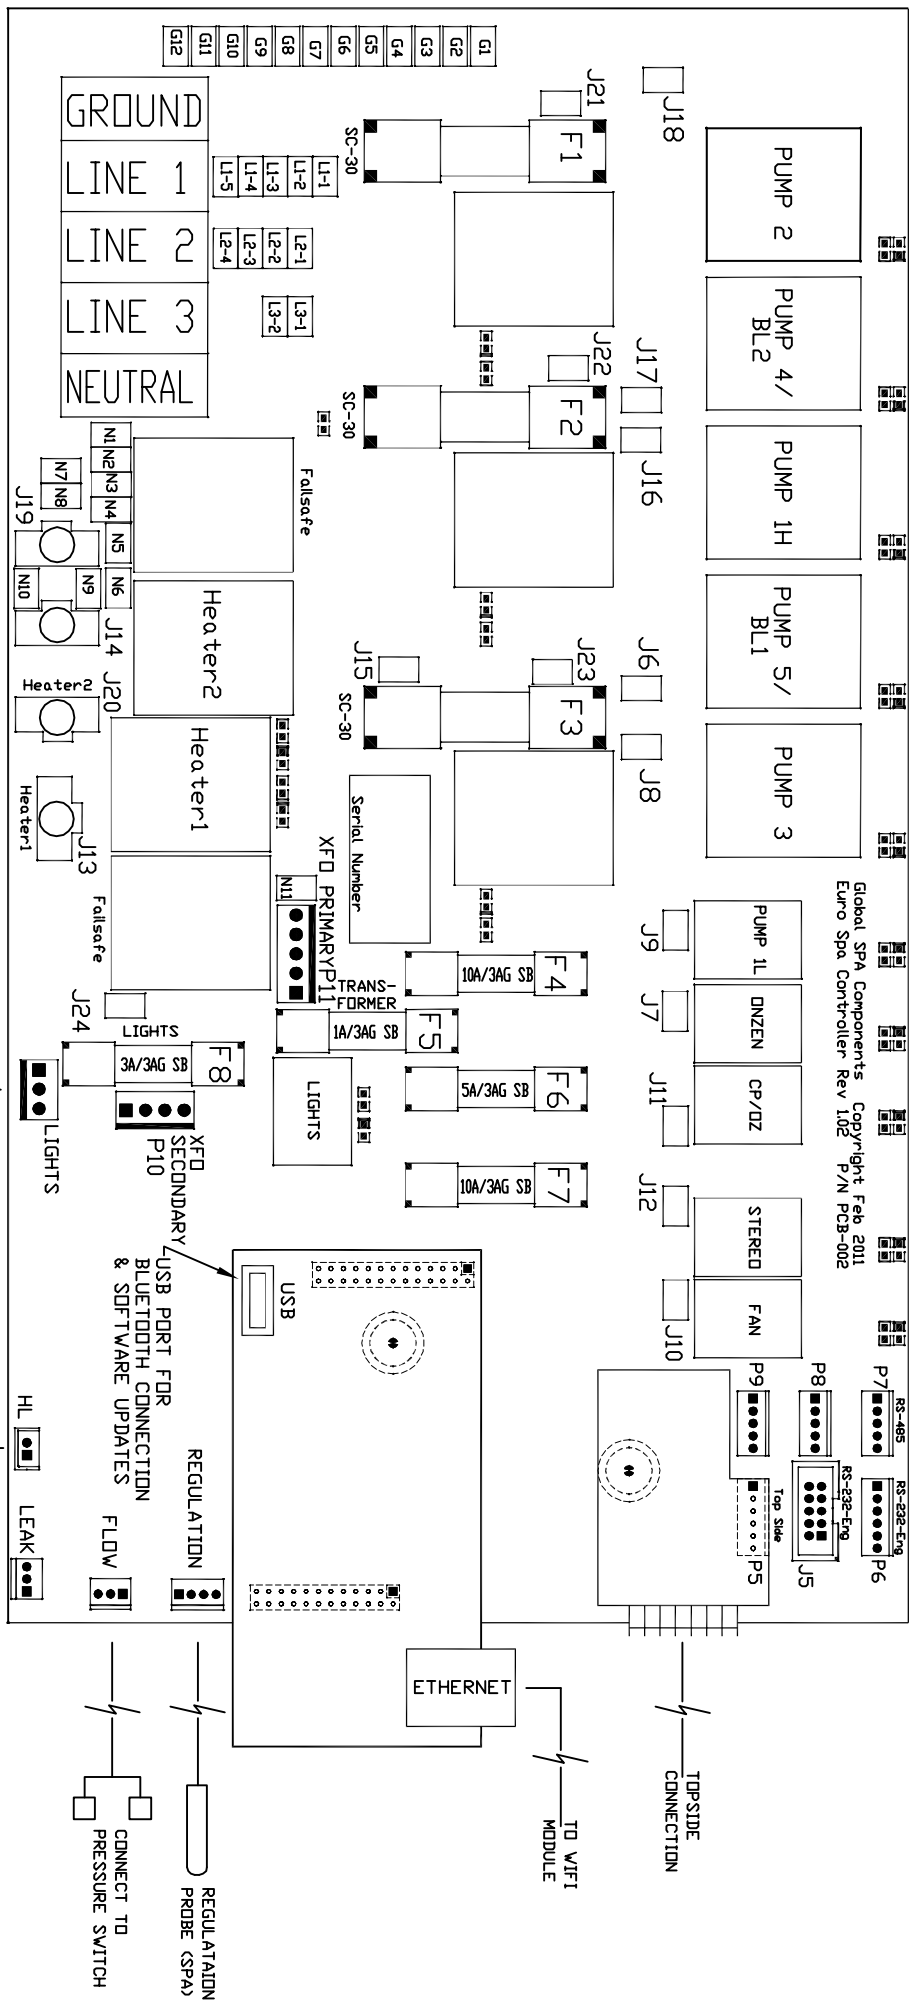 G12
G11
G10
G9
G8
G7
G6
G5
G4
G3
G2
G1
GROUND
LINE 1
LINE 2
LINE 3
NEUTRAL
L1-5
L1-4
L1-3
L1-2
L1-1
L2-4
L2-3
L2-2
L2-1
L3-2
L3-1
J21
F1
SC-30
J18
PUMP 2
J22
F2
SC-30
J17
J16
PUMP 4/
BL2
PUMP 1H
N1
N2
N3
N4
N5
N6
N7
N8
N9
N10
J19
J14
Failsafe
Heater2
Heater2
J20
Heater1
Heater1
J13
Failsafe
J15
J23
F3
SC-30
J6
J8
PUMP 5/
BL1
PUMP 3
Serial Number
N11
XFO PRIMARY
P11
TRANS-
FORMER
F4
10A/3AG SB
F5
1A/3AG SB
F6
5A/3AG SB
F7
10A/3AG SB
J24
LIGHTS
F8
3A/3AG SB
LIGHTS
LIGHTS
XFO
SECONDARY
P10
J9
PUMP 1L
J7
ONZEN
J11
CP/OZ
J12
STEREO
J10
FAN
Global SPA Components Copyright Feb 2011
Euro Spa Controller Rev 1.02 P/N PCB-002
USB
USB PORT FOR
BLUETOOTH CONNECTION
& SOFTWARE UPDATES
HL
LEAK
FLOW
REGULATION
P9
P8
P7
RS-485
RS-232-Eng
RS-232-Eng
Top Side
P5
J5
P6
ETHERNET
TOPSIDE
CONNECTION
TO WIFI
MODULE
REGULATAION
PROBE (SPA)
CONNECT TO
PRESSURE SWITCH